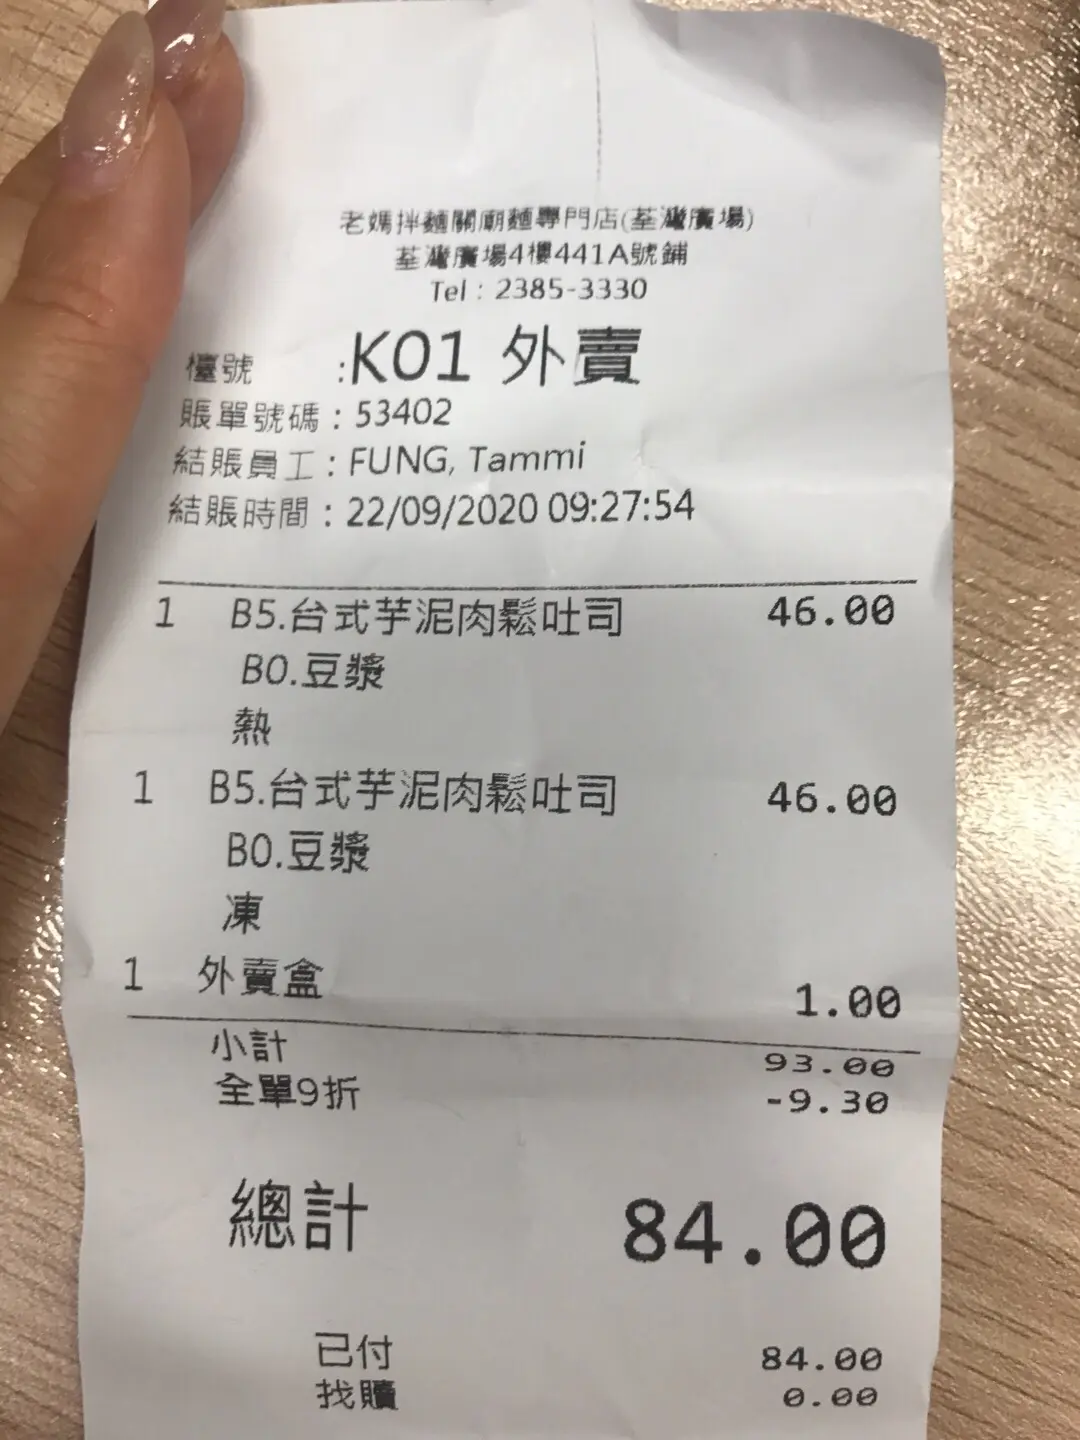 老媽拌麵關廟麵專門店(荃灣廣場)
荃灣廣場4樓441A號鋪
Tel : 2385-3330
檯號 :K01 外賣
賬單號碼 : 53402
結賬員工 : FUNG, Tammi
結賬時間 : 22/09/2020 09:27:54
1 B5.台式芋泥肉鬆吐司 46.00
B0.豆漿
熱
1 B5.台式芋泥肉鬆吐司 46.00
B0.豆漿
凍
1 外賣盒 1.00
小計 93.00
全單9折 -9.30
總計 84.00
已付 84.00
找贖 0.00